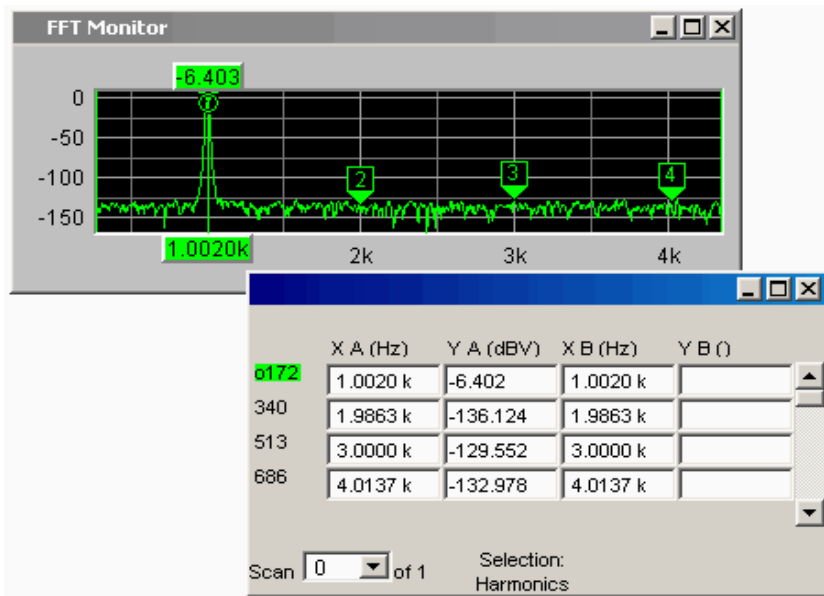 FFT Monitor
-6.403
0
-50
-100
-150
2
3
4
1.0020k
2k
3k
4k
X A (Hz) Y A (dBV) X B (Hz) Y B ()
o172 1.0020 k -6.402 1.0020 k
340 1.9863 k -136.124 1.9863 k
513 3.0000 k -129.552 3.0000 k
686 4.0137 k -132.978 4.0137 k
Scan 0 of 1
Selection:
Harmonics